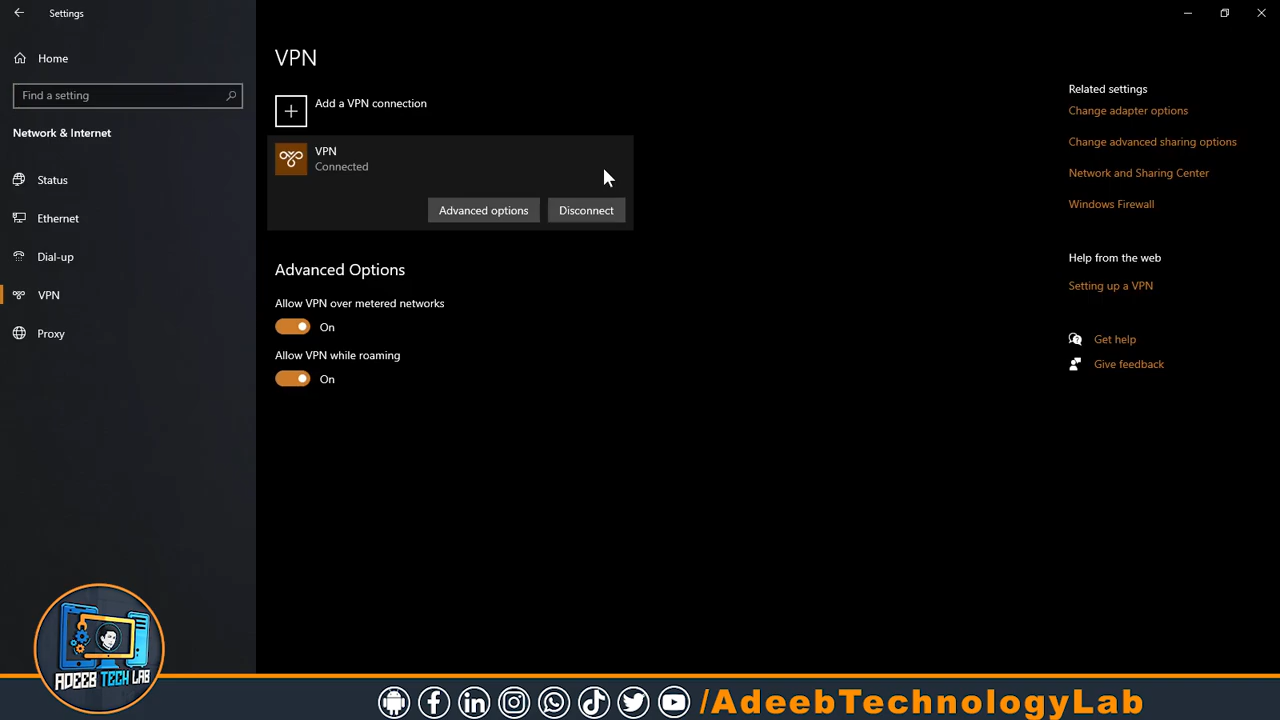 Settings
Home
Find a setting
Network & Internet
Status
Ethernet
Dial-up
VPN
Proxy
VPN
Add a VPN connection
VPN
Connected
Advanced options
Disconnect
Advanced Options
Allow VPN over metered networks
On
Allow VPN while roaming
On
Related settings
Change adapter options
Change advanced sharing options
Network and Sharing Center
Windows Firewall
Help from the web
Setting up a VPN
Get help
Give feedback
ADEEB TECH LAB
/AdeebTechnologyLab